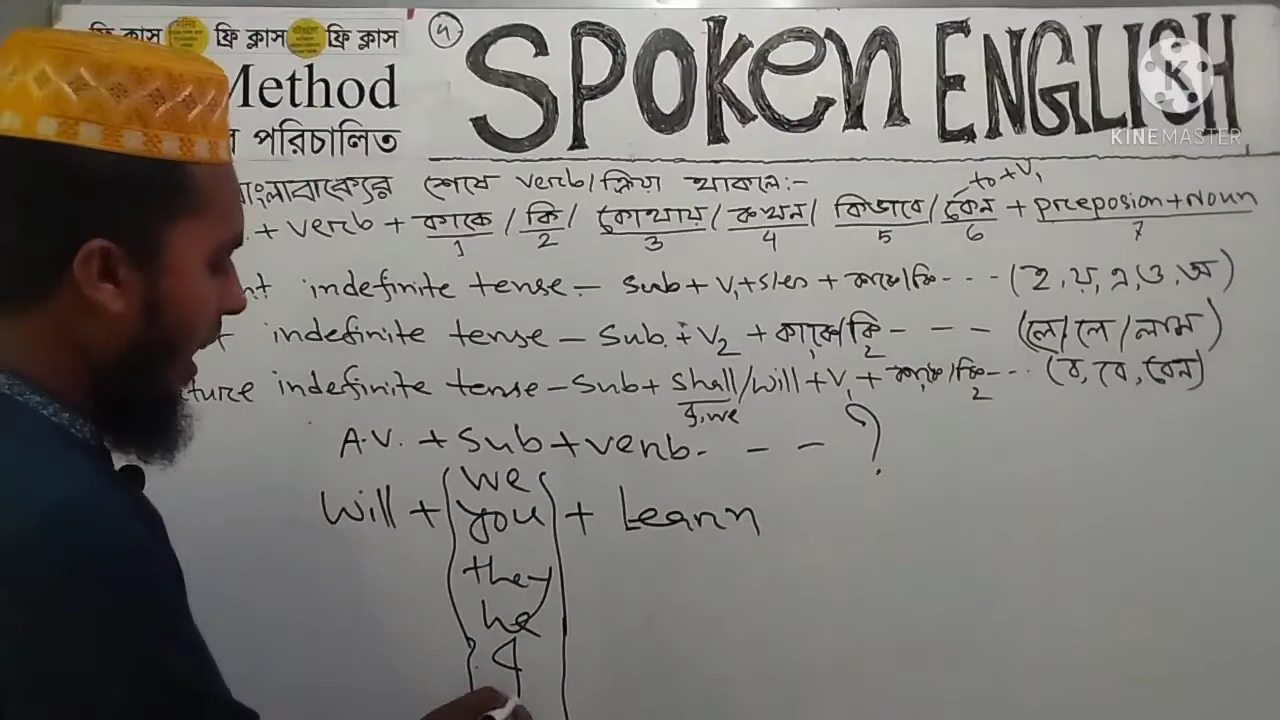 ফ্রি ক্লাস ফ্রি ক্লাস ফ্রি ক্লাস
Method
পরিচালিত
SPOKEN ENGLISH
K
KINEMASTER
বাংলাবাক্যের শেষে verb/ক্রিয়া থাকলে:-
to+V1
+ verb + কাকে / কি / কোথায় / কখন / কিভাবে / কেন + preeposion + Noun
1 2 3 4 5 6 7
indefinite tense - Sub + V1 + s/es + কাকে/কি - - - (ই, য়, এ, ও, অ)
indefinite tense - Sub + V2 + কাকে/কি - - - (লে/লে/লাম)
1 2
indefinite tense - Sub + shall/will + V1 + কাকে/কি - - - (বে, বে, বেন)
I, we 2
A.V. + Sub + verb - - - ?
Will + we + Learn
you
they
he
I